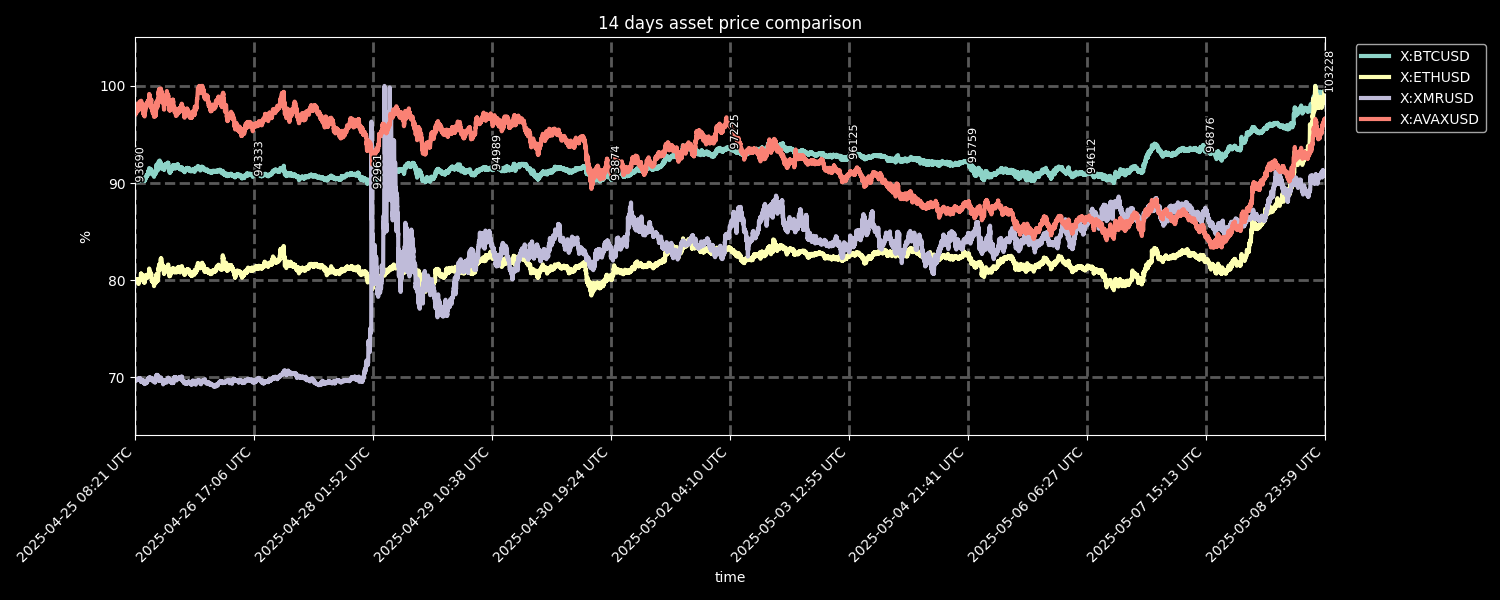 14 days asset price comparison
X:BTCUSD
X:ETHUSD
X:XMRUSD
X:AVAXUSD
%
100
90
80
70
93690
94333
92961
94989
93874
97225
96125
95759
94612
96876
103228
2025-04-25 08:21 UTC
2025-04-26 17:06 UTC
2025-04-28 01:52 UTC
2025-04-29 10:38 UTC
2025-04-30 19:24 UTC
2025-05-02 04:10 UTC
2025-05-03 12:55 UTC
2025-05-04 21:41 UTC
2025-05-06 06:27 UTC
2025-05-07 15:13 UTC
2025-05-08 23:59 UTC
time